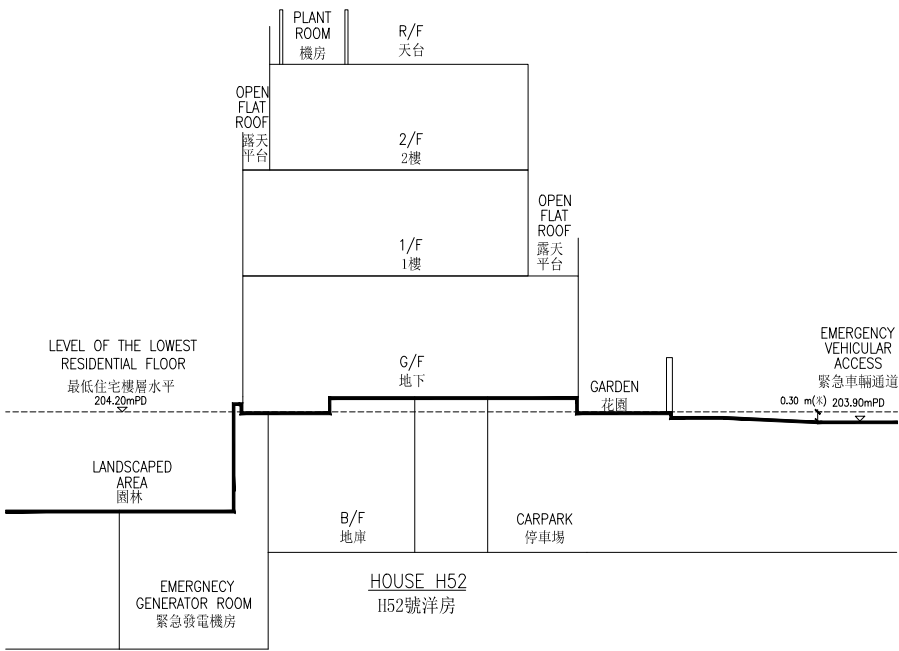 PLANT
ROOM
機房
R/F
天台
OPEN
FLAT
ROOF
露天
平台
2/F
2樓
OPEN
FLAT
ROOF
露天
平台
1/F
1樓
LEVEL OF THE LOWEST
RESIDENTIAL FLOOR
最低住宅樓層水平
204.20mPD
G/F
地下
GARDEN
花園
EMERGENCY
VEHICULAR
ACCESS
緊急車輛通道
0.30 m(米) 203.90mPD
LANDSCAPED
AREA
園林
B/F
地庫
CARPARK
停車場
EMERGNECY
GENERATOR ROOM
緊急發電機房
HOUSE H52
H52號洋房